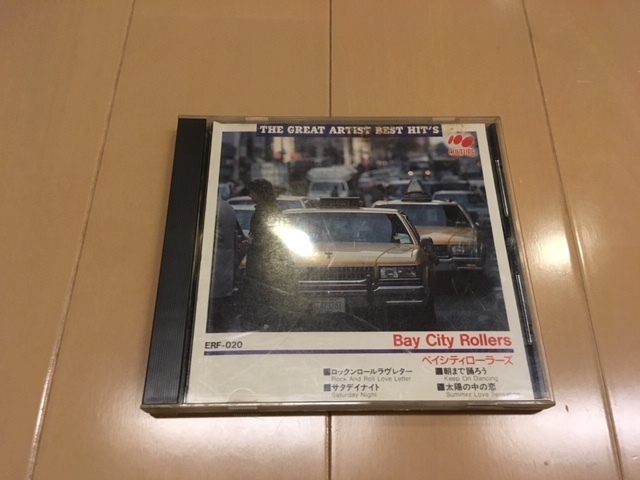 THE GREAT ARTIST BEST HIT'S
ERF-020
Bay City Rollers
ベイシティローラーズ
■ロックンロールラヴレター
Rock And Roll Love Letter
■サタデイナイト
Saturday Night
■朝まで踊ろう
Keep On Dancing
■太陽の中の恋
Summer Love